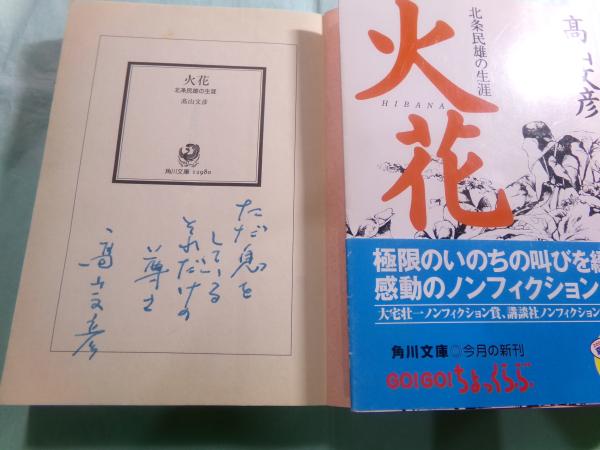 火花
北条民雄の生涯
髙山文彦
角川文庫 12980
ただ息を
している
それだけの
尊さ
髙山文彦
髙山文彦
北条民雄の生涯
火花
HIBANA
極限のいのちの叫びを
感動のノンフィクション
大宅壮一ノンフィクション賞、講談社ノンフィクション
角川文庫◎今月の新刊
GO!GO!ちょっくらぶ